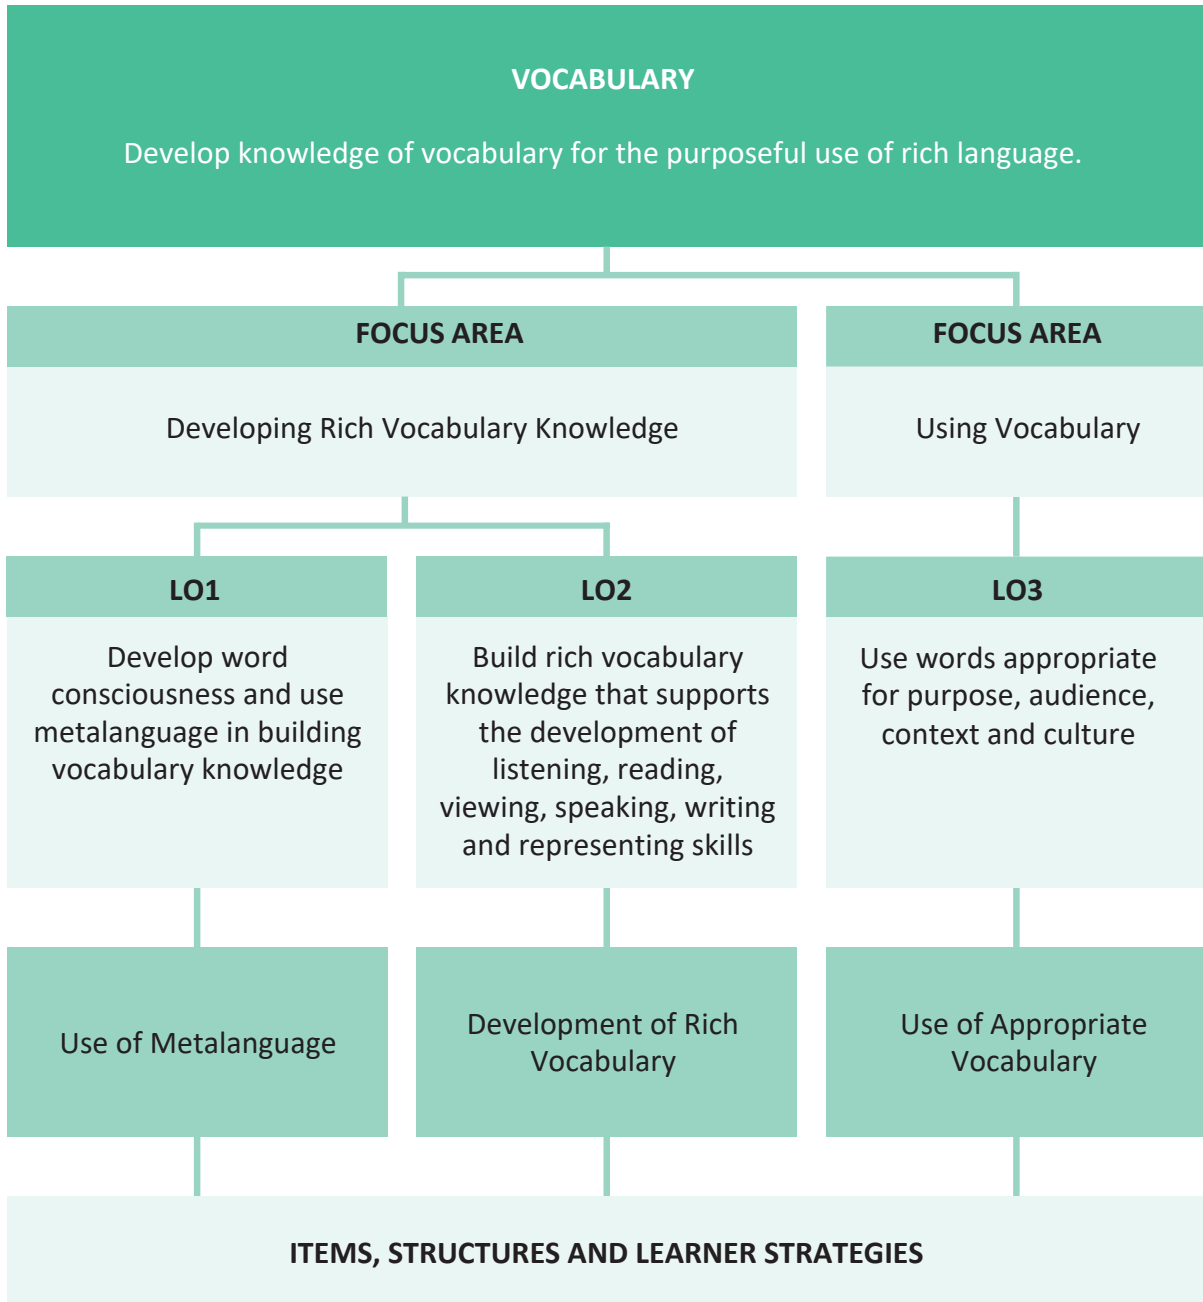 VOCABULARY
Develop knowledge of vocabulary for the purposeful use of rich language.
FOCUS AREA
Developing Rich Vocabulary Knowledge
FOCUS AREA
Using Vocabulary
LO1
Develop word
consciousness and use
metalanguage in building
vocabulary knowledge
LO2
Build rich vocabulary
knowledge that supports
the development of
listening, reading,
viewing, speaking, writing
and representing skills
LO3
Use words appropriate
for purpose, audience,
context and culture
Use of Metalanguage
Development of Rich
Vocabulary
Use of Appropriate
Vocabulary
ITEMS, STRUCTURES AND LEARNER STRATEGIES